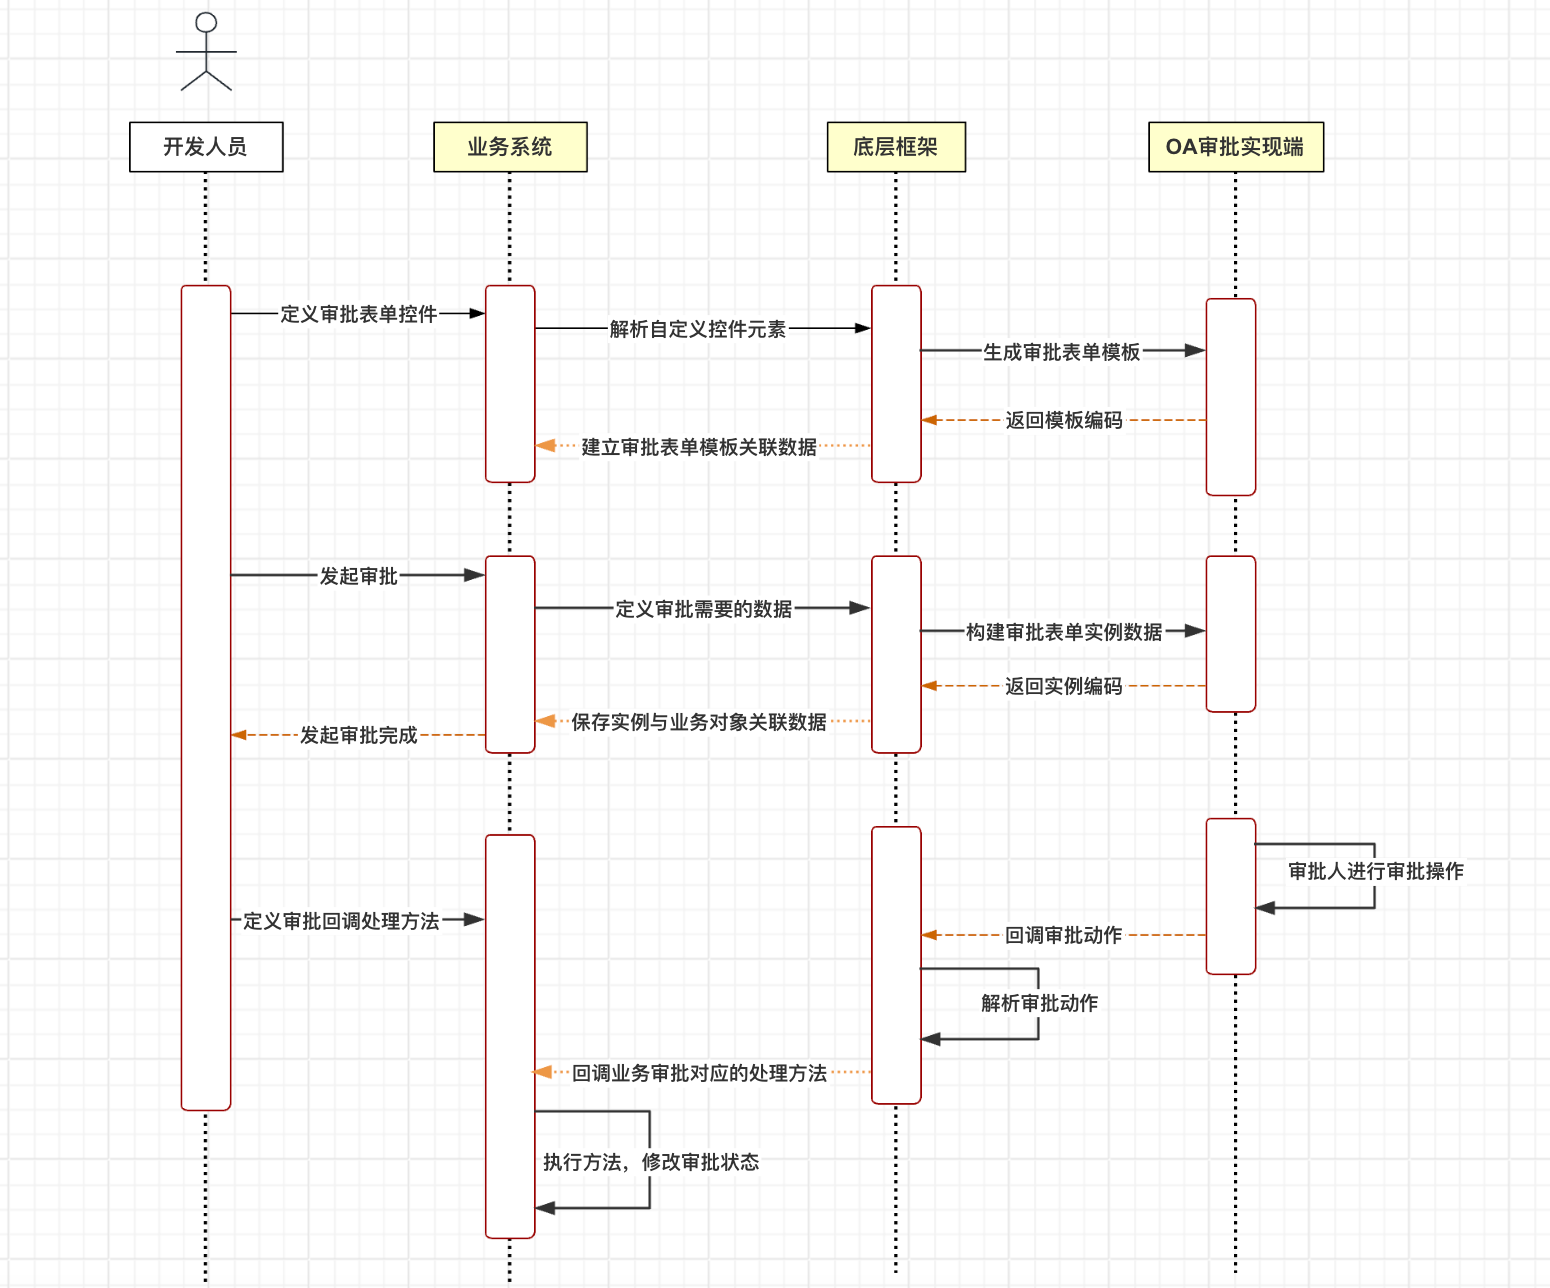 开发人员
业务系统
底层框架
OA审批实现端
定义审批表单控件
解析自定义控件元素
生成审批表单模板
返回模板编码
建立审批表单模板关联数据
发起审批
定义审批需要的数据
构建审批表单实例数据
返回实例编码
保存实例与业务对象关联数据
发起审批完成
审批人进行审批操作
定义审批回调处理方法
回调审批动作
解析审批动作
回调业务审批对应的处理方法
执行方法，修改审批状态